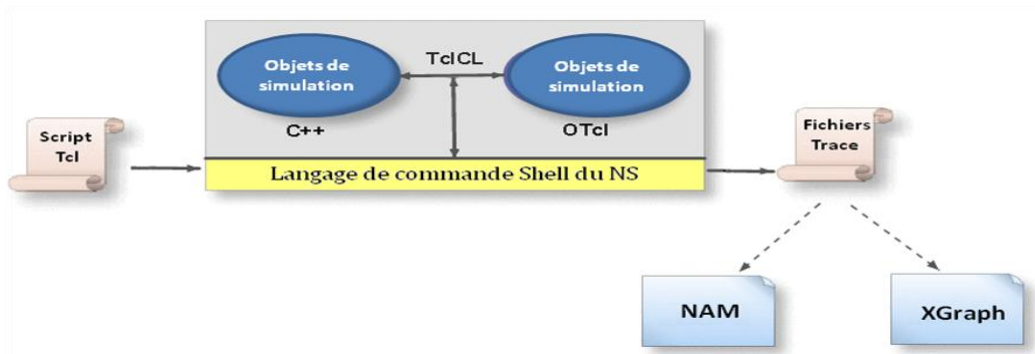 Script
Tcl
Objets de
simulation
C++
TclCL
Objets de
simulation
OTcl
Langage de commande Shell du NS
Fichiers
Trace
NAM
XGraph